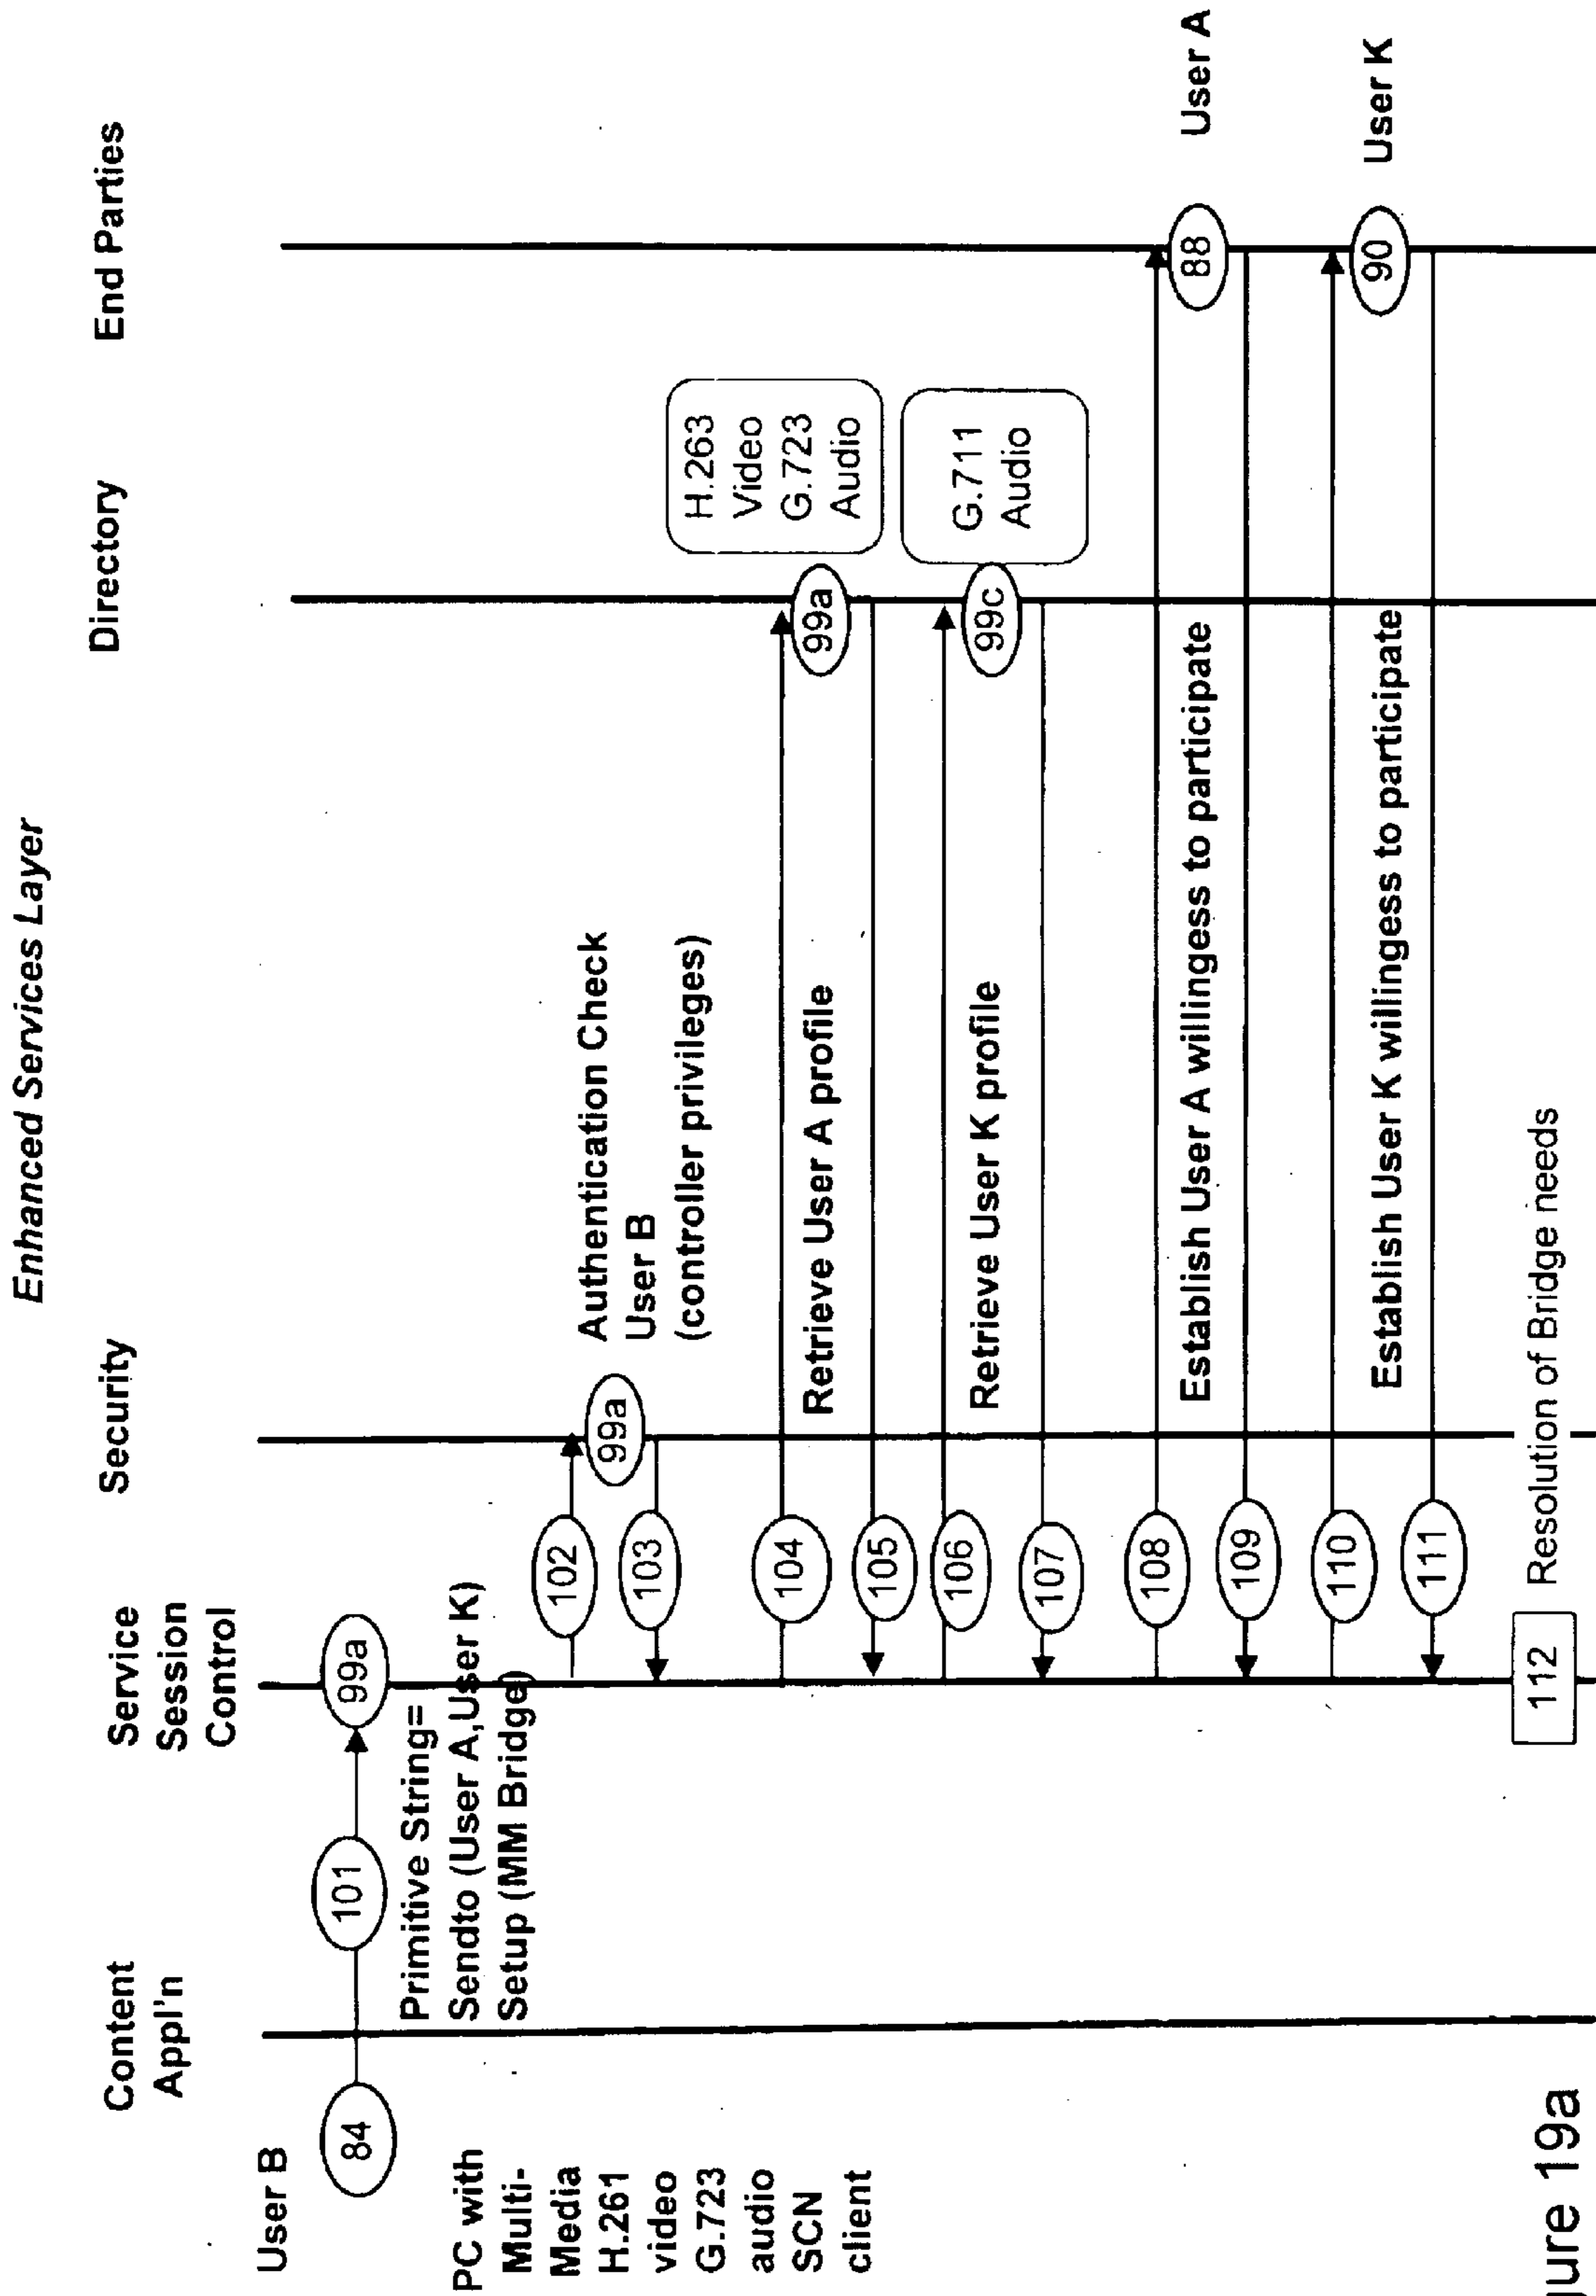 Enhanced Services Layer
Content
Appl'n
Service
Session
Control
Security
Directory
End Parties
User B
84
101
99a
PC with
Multi-
Media
H.261
video
G.723
audio
SCN
client
Primitive String=
Sendto (User A,User K)
Setup (MM Bridge)
102
99a
103
Authentication Check
User B
(controller privileges)
104
99a
H.263
Video
G.723
Audio
Retrieve User A profile
105
106
99c
G.711
Audio
Retrieve User K profile
107
108
88
User A
Establish User A willingess to participate
109
110
90
User K
Establish User K willingess to participate
111
112
Resolution of Bridge needs
ure 19a